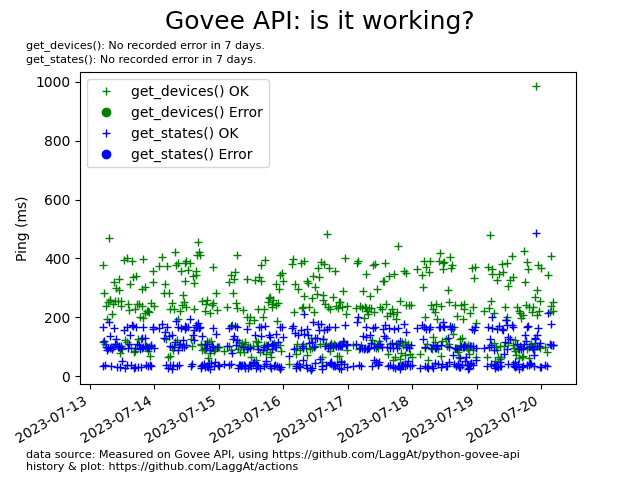 Govee API: is it working?
get_devices(): No recorded error in 7 days.
get_states(): No recorded error in 7 days.
1000
800
600
400
200
0
Ping (ms)
get_devices() OK
get_devices() Error
get_states() OK
get_states() Error
2023-07-13
2023-07-14
2023-07-15
2023-07-16
2023-07-17
2023-07-18
2023-07-19
2023-07-20
data source: Measured on Govee API, using https://github.com/LaggAt/python-govee-api
history & plot: https://github.com/LaggAt/actions